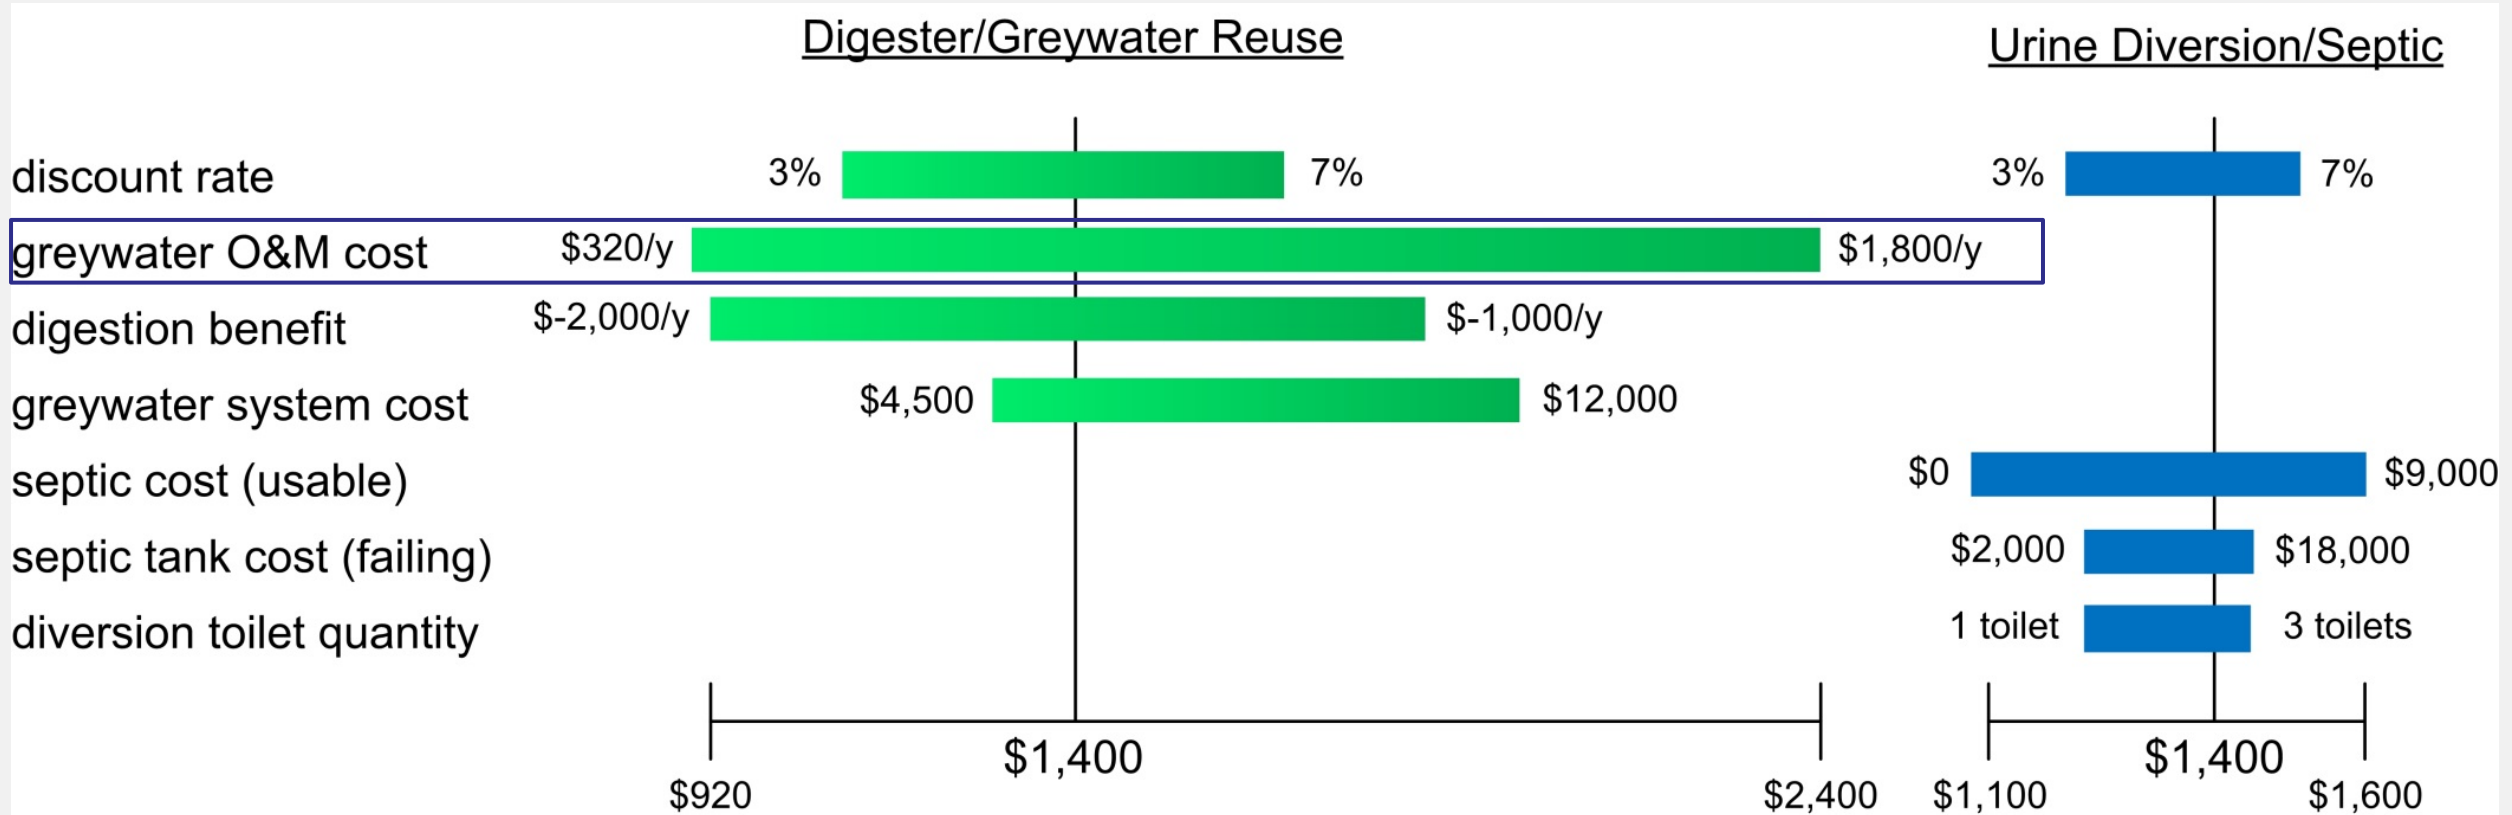 Digester/Greywater Reuse
Urine Diversion/Septic
discount rate 3% 7% 3% 7%
greywater O&M cost $320/y $1,800/y
digestion benefit $-2,000/y $-1,000/y
greywater system cost $4,500 $12,000
septic cost (usable) $0 $9,000
septic tank cost (failing) $2,000 $18,000
diversion toilet quantity 1 toilet 3 toilets
$1,400 $1,400
$920 $2,400 $1,100 $1,600